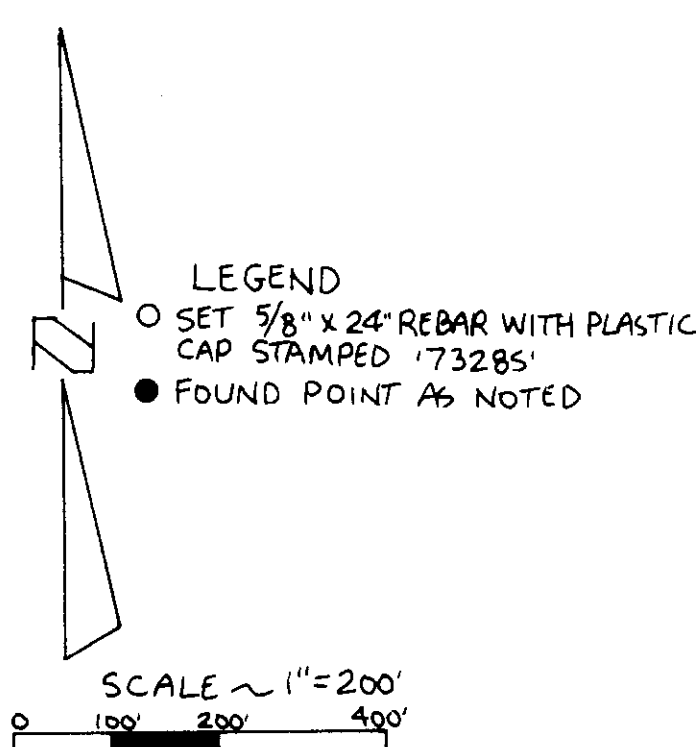 LEGEND
SET 5/8" X 24" REBAR WITH PLASTIC
CAP STAMPED '7328S'
FOUND POINT AS NOTED
N
SCALE ~ 1"=200'
0 100' 200' 400'